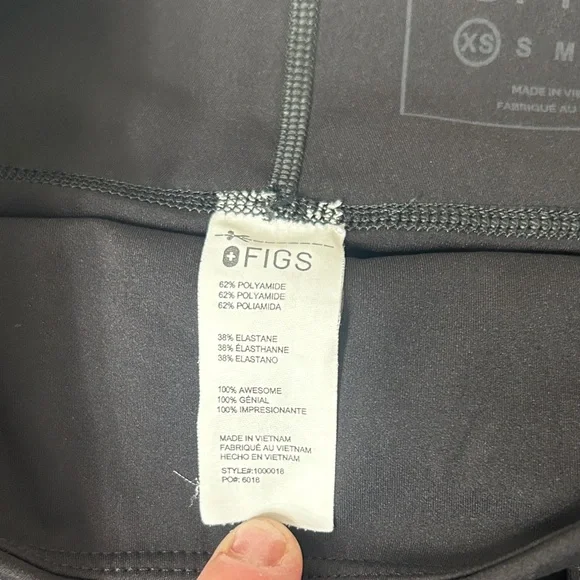 XS S M
MADE IN
FABRIQUÉ AU
FIGS
62% POLYAMIDE
62% POLYAMIDE
62% POLIAMIDA
38% ELASTANE
38% ÉLASTHANNE
38% ELASTANO
100% AWESOME
100% GÉNIAL
100% IMPRESIONANTE
MADE IN VIETNAM
FABRIQUÉ AU VIETNAM
HECHO EN VIETNAM
STYLE#:1000016
PO#: 6016